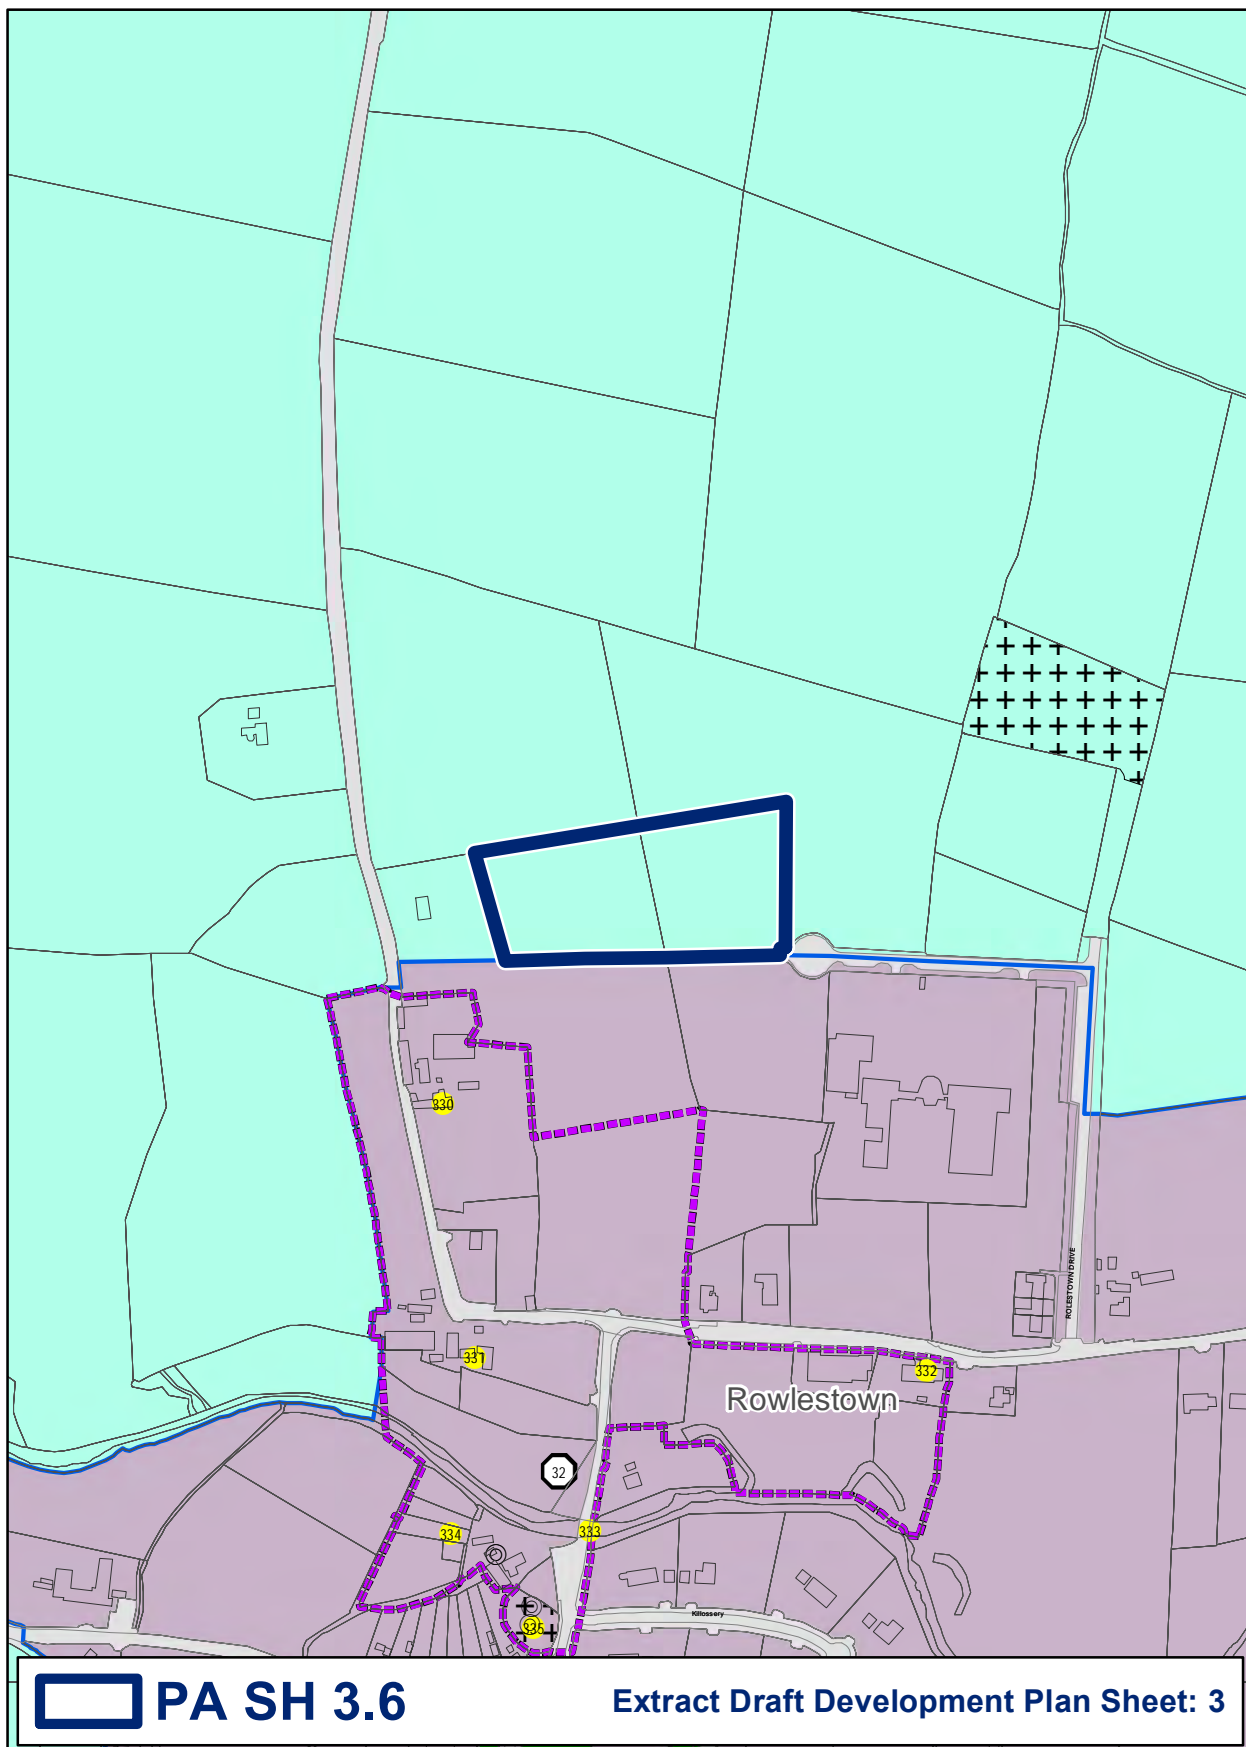 330
ROLESTOWN DRIVE
331
332
Rowlestown
32
334
333
335
Killossery
PA SH 3.6
Extract Draft Development Plan Sheet: 3